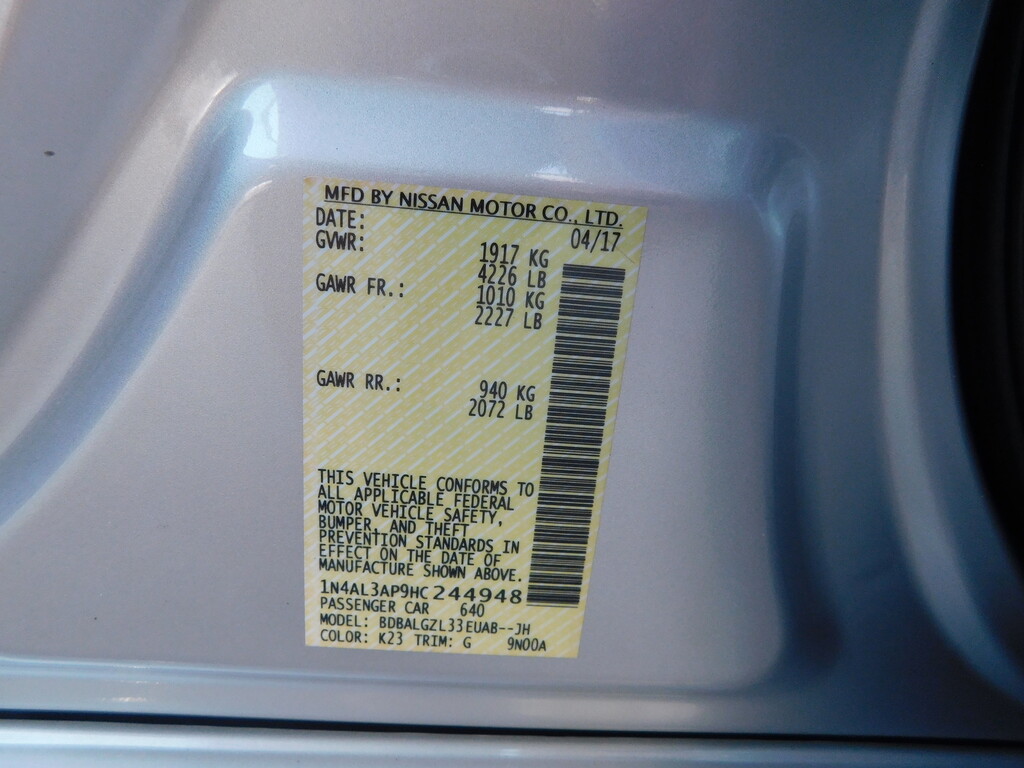 MFD BY NISSAN MOTOR CO., LTD.
DATE: 04/17
GVWR: 1917 KG
4226 LB
GAWR FR.: 1010 KG
2227 LB
GAWR RR.: 940 KG
2072 LB
THIS VEHICLE CONFORMS TO
ALL APPLICABLE FEDERAL
MOTOR VEHICLE SAFETY,
BUMPER, AND THEFT
PREVENTION STANDARDS IN
EFFECT ON THE DATE OF
MANUFACTURE SHOWN ABOVE.
1N4AL3AP9HC244948
PASSENGER CAR 640
MODEL: BDBALGZL33EUAB--JH
COLOR: K23 TRIM: G 9N00A